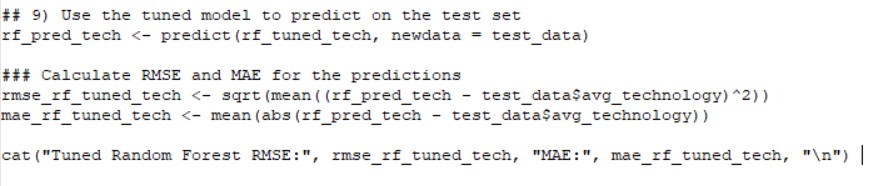 ## 9) Use the tuned model to predict on the test set
rf_pred_tech <- predict(rf_tuned_tech, newdata = test_data)
### Calculate RMSE and MAE for the predictions
rmse_rf_tuned_tech <- sqrt(mean((rf_pred_tech - test_data$avg_technology)^2))
mae_rf_tuned_tech <- mean(abs(rf_pred_tech - test_data$avg_technology))
cat("Tuned Random Forest RMSE:", rmse_rf_tuned_tech, "MAE:", mae_rf_tuned_tech, "\n")